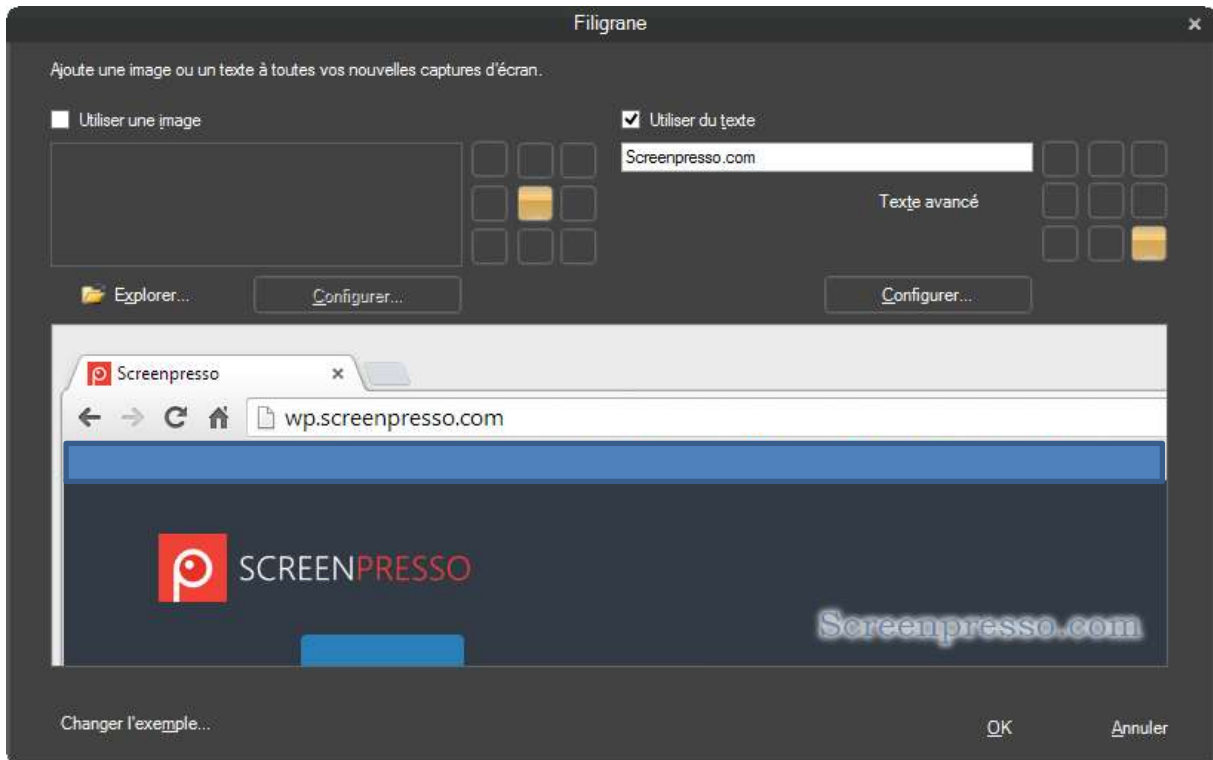 Filigrane
Ajoute une image ou un texte à toutes vos nouvelles captures d'écran.
Utiliser une image
Utiliser du texte
Screenpresso.com
Texte avancé
Explorer...
Configurer...
Configurer...
Screenpresso
wp.screenpresso.com
SCREENPRESSO
Screenpresso.com
Changer l'exemple...
OK
Annuler